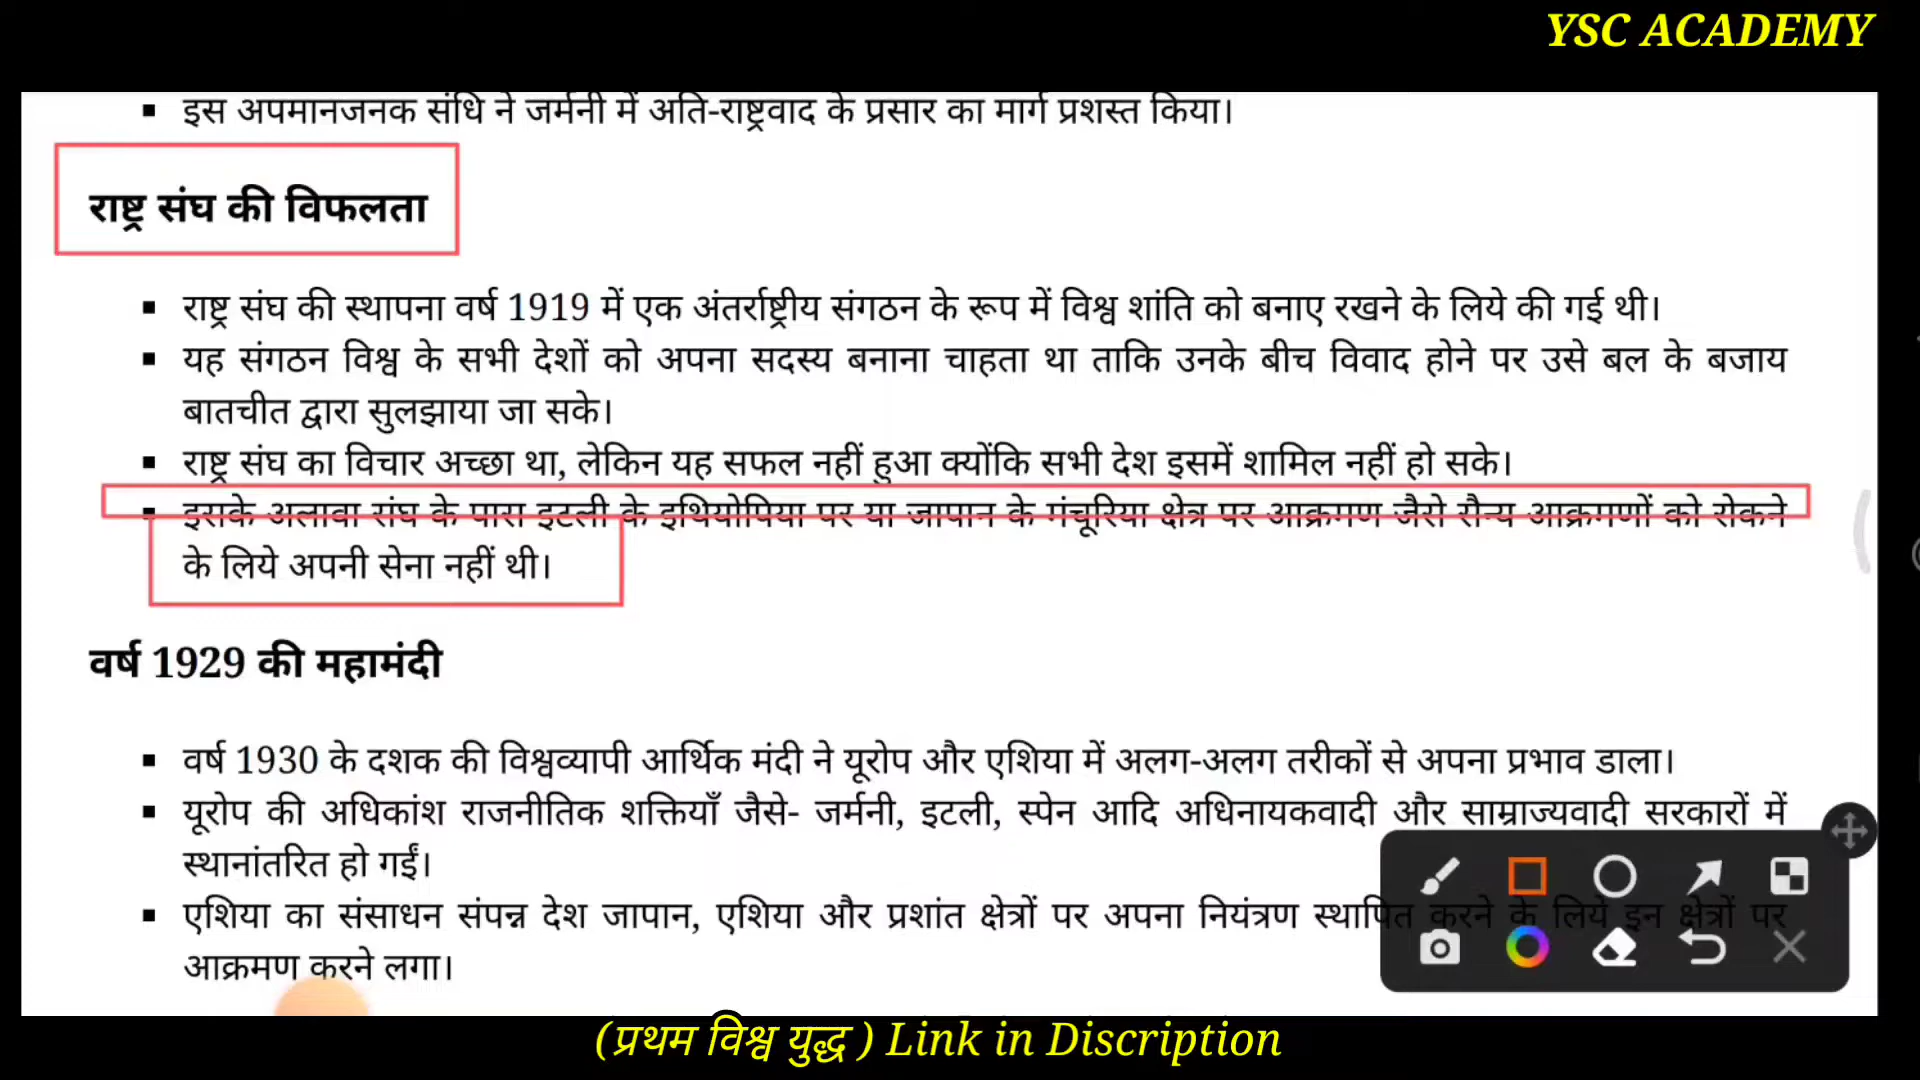 YSC ACADEMY
▪ इस अपमानजनक संधि ने जर्मनी में अति-राष्ट्रवाद के प्रसार का मार्ग प्रशस्त किया।
राष्ट्र संघ की विफलता
▪ राष्ट्र संघ की स्थापना वर्ष 1919 में एक अंतर्राष्ट्रीय संगठन के रूप में विश्व शांति को बनाए रखने के लिये की गई थी।
▪ यह संगठन विश्व के सभी देशों को अपना सदस्य बनाना चाहता था ताकि उनके बीच विवाद होने पर उसे बल के बजाय
बातचीत द्वारा सुलझाया जा सके।
▪ राष्ट्र संघ का विचार अच्छा था, लेकिन यह सफल नहीं हुआ क्योंकि सभी देश इसमें शामिल नहीं हो सके।
▪ इसके अलावा संघ के पास इटली के इथियोपिया पर या जापान के मंचूरिया क्षेत्र पर आक्रमण जैसे सैन्य आक्रमणों को रोकने
के लिये अपनी सेना नहीं थी।
वर्ष 1929 की महामंदी
▪ वर्ष 1930 के दशक की विश्वव्यापी आर्थिक मंदी ने यूरोप और एशिया में अलग-अलग तरीकों से अपना प्रभाव डाला।
▪ यूरोप की अधिकांश राजनीतिक शक्तियाँ जैसे- जर्मनी, इटली, स्पेन आदि अधिनायकवादी और साम्राज्यवादी सरकारों में
स्थानांतरित हो गईं।
▪ एशिया का संसाधन संपन्न देश जापान, एशिया और प्रशांत क्षेत्रों पर अपना नियंत्रण स्थापित करने के लिये इन क्षेत्रों पर
आक्रमण करने लगा।
(प्रथम विश्व युद्ध ) Link in Discription